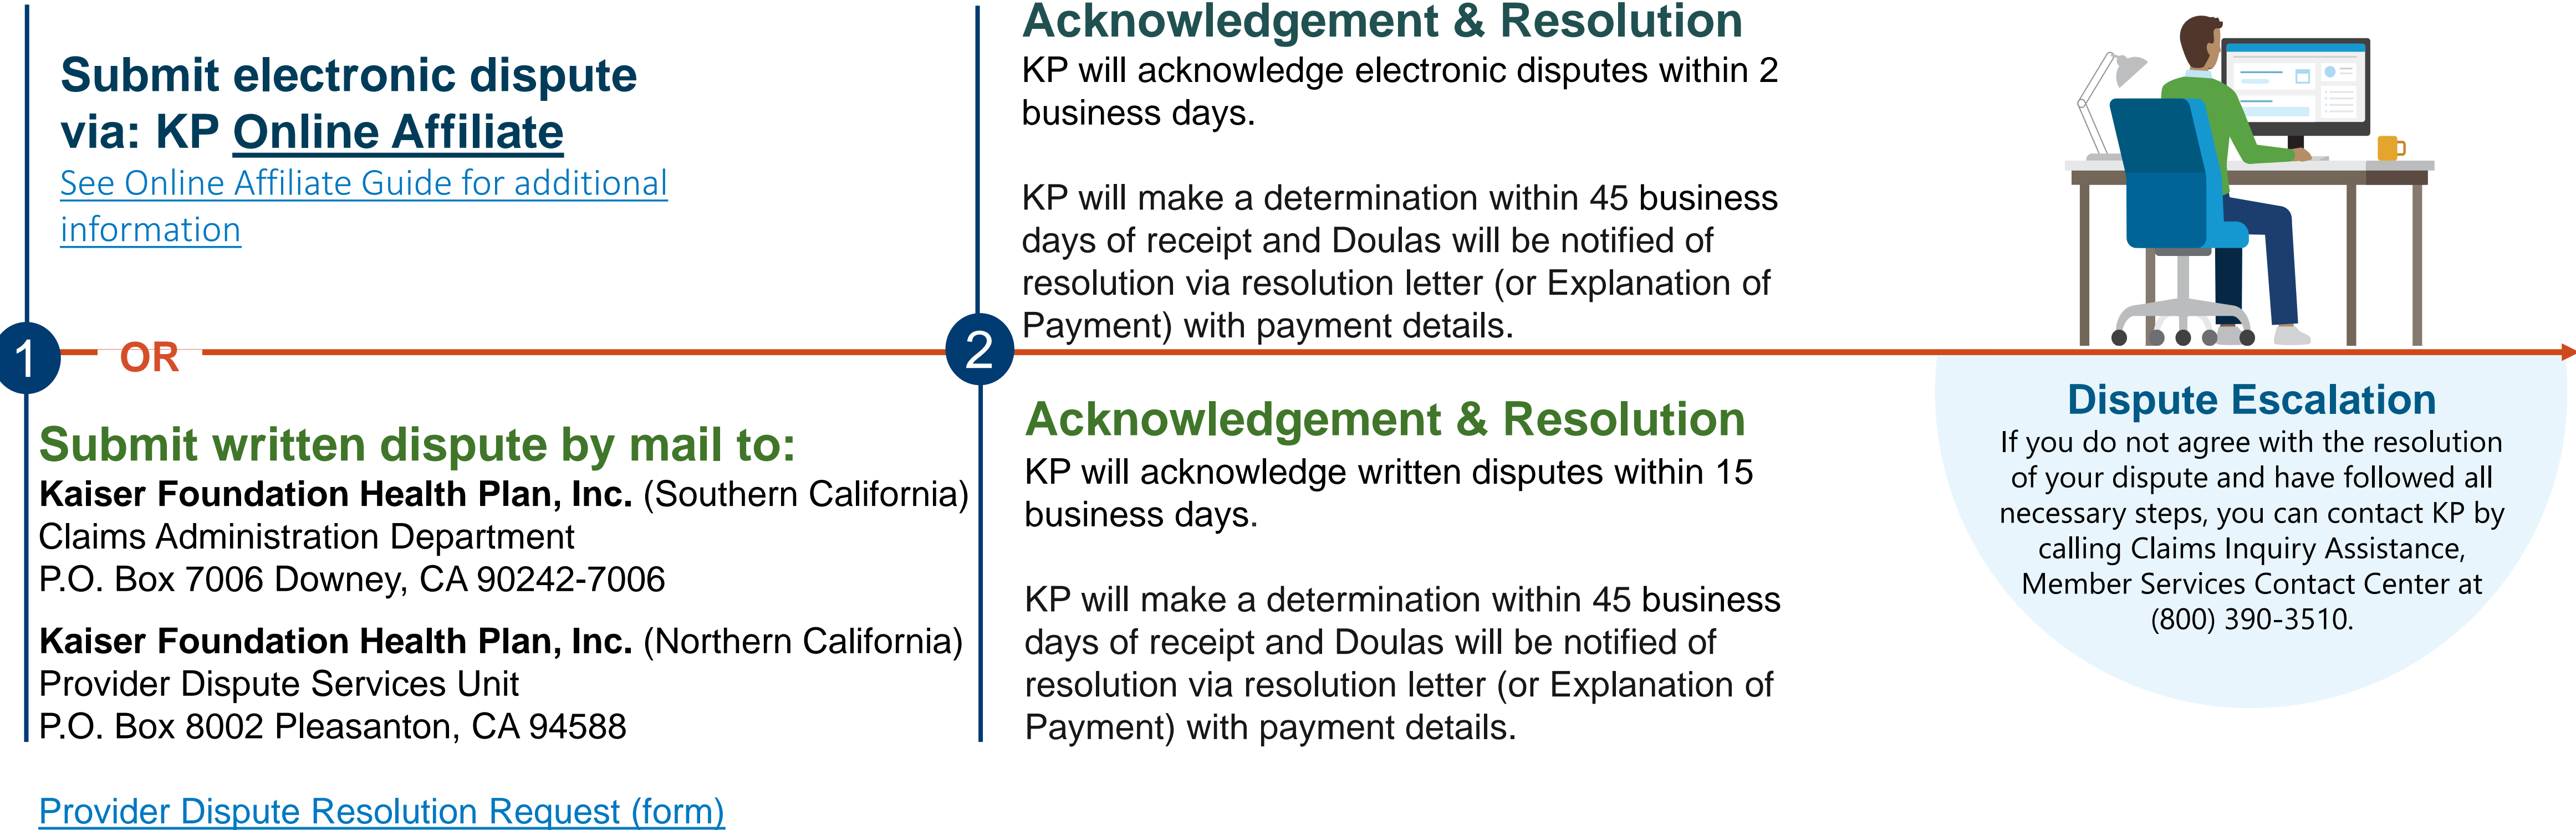 Submit electronic dispute
via: KP Online Affiliate
See Online Affiliate Guide for additional
information
1
OR
Submit written dispute by mail to:
Kaiser Foundation Health Plan, Inc. (Southern California)
Claims Administration Department
P.O. Box 7006 Downey, CA 90242-7006
Kaiser Foundation Health Plan, Inc. (Northern California)
Provider Dispute Services Unit
P.O. Box 8002 Pleasanton, CA 94588
Provider Dispute Resolution Request (form)
2
Acknowledgement & Resolution
KP will acknowledge electronic disputes within 2
business days.
KP will make a determination within 45 business
days of receipt and Doulas will be notified of
resolution via resolution letter (or Explanation of
Payment) with payment details.
Acknowledgement & Resolution
KP will acknowledge written disputes within 15
business days.
KP will make a determination within 45 business
days of receipt and Doulas will be notified of
resolution via resolution letter (or Explanation of
Payment) with payment details.
Dispute Escalation
If you do not agree with the resolution
of your dispute and have followed all
necessary steps, you can contact KP by
calling Claims Inquiry Assistance,
Member Services Contact Center at
(800) 390-3510.